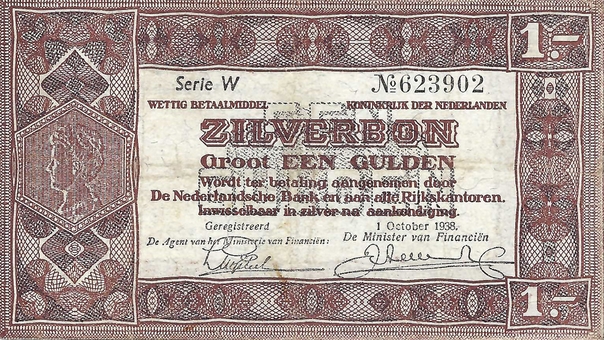 1.-
Serie W № 623902
WETTIG BETAALMIDDEL KONINKRIJK DER NEDERLANDEN
ZILVERBON
Groot EEN GULDEN
Wordt ter betaling aangenomen door
De Nederlandsche Bank en aan alle Rijkskantoren.
Inwisselbaar in zilver na aankondiging.
Geregistreerd 1 October 1938.
De Agent van het Ministerie van Financiën: De Minister van Financiën
1.-